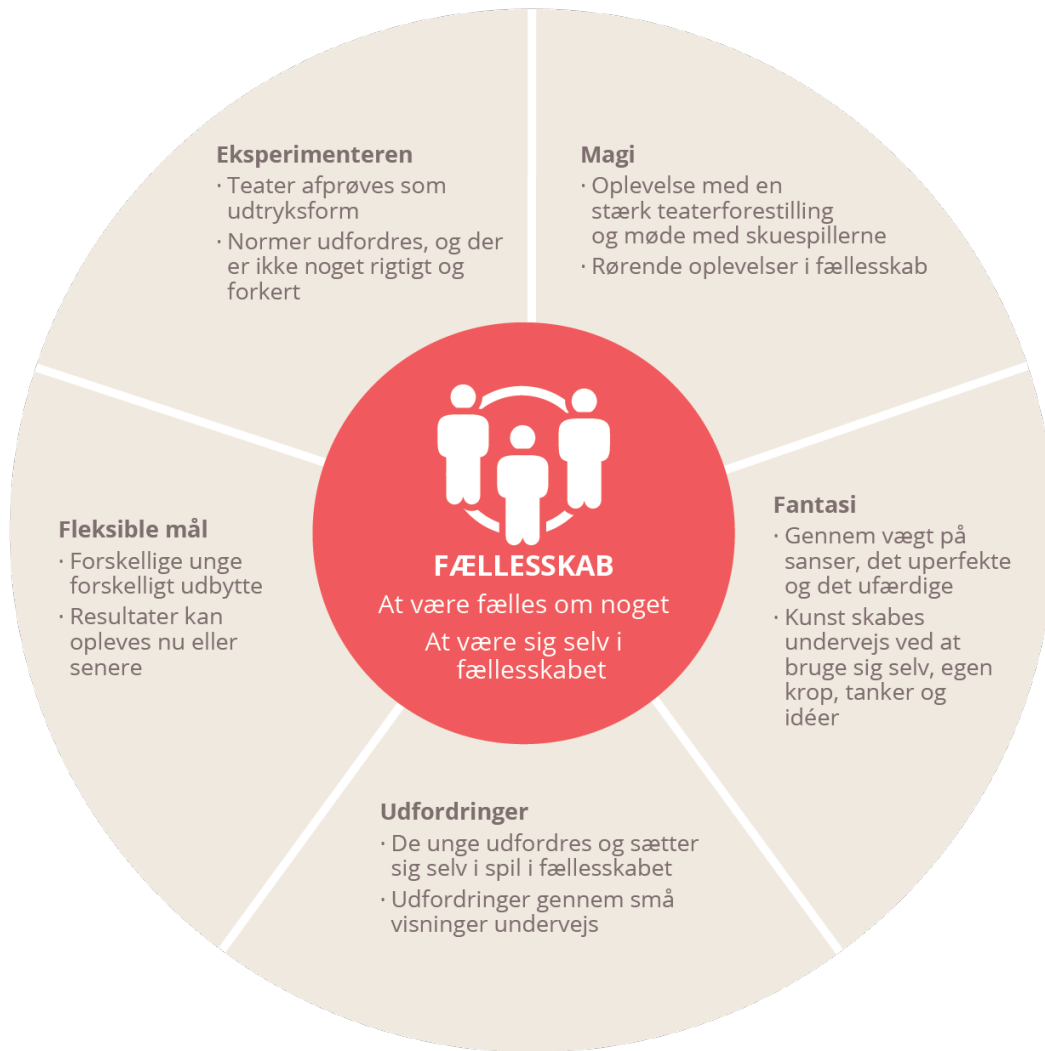 Eksperimenteren
· Teater afprøves som
udtryksform
· Normer udfordres, og der
er ikke noget rigtigt og
forkert
Magi
· Oplevelse med en
stærk teaterforestilling
og møde med skuespillerne
· Rørende oplevelser i fællesskab
Fleksible mål
· Forskellige unge
forskelligt udbytte
· Resultater kan
opleves nu eller
senere
FÆLLESSKAB
At være fælles om noget
At være sig selv i
fællesskabet
Fantasi
· Gennem vægt på
sanser, det uperfekte
og det ufærdige
· Kunst skabes
undervejs ved at
bruge sig selv, egen
krop, tanker og
idéer
Udfordringer
· De unge udfordres og sætter
sig selv i spil i fællesskabet
· Udfordringer gennem små
visninger undervejs